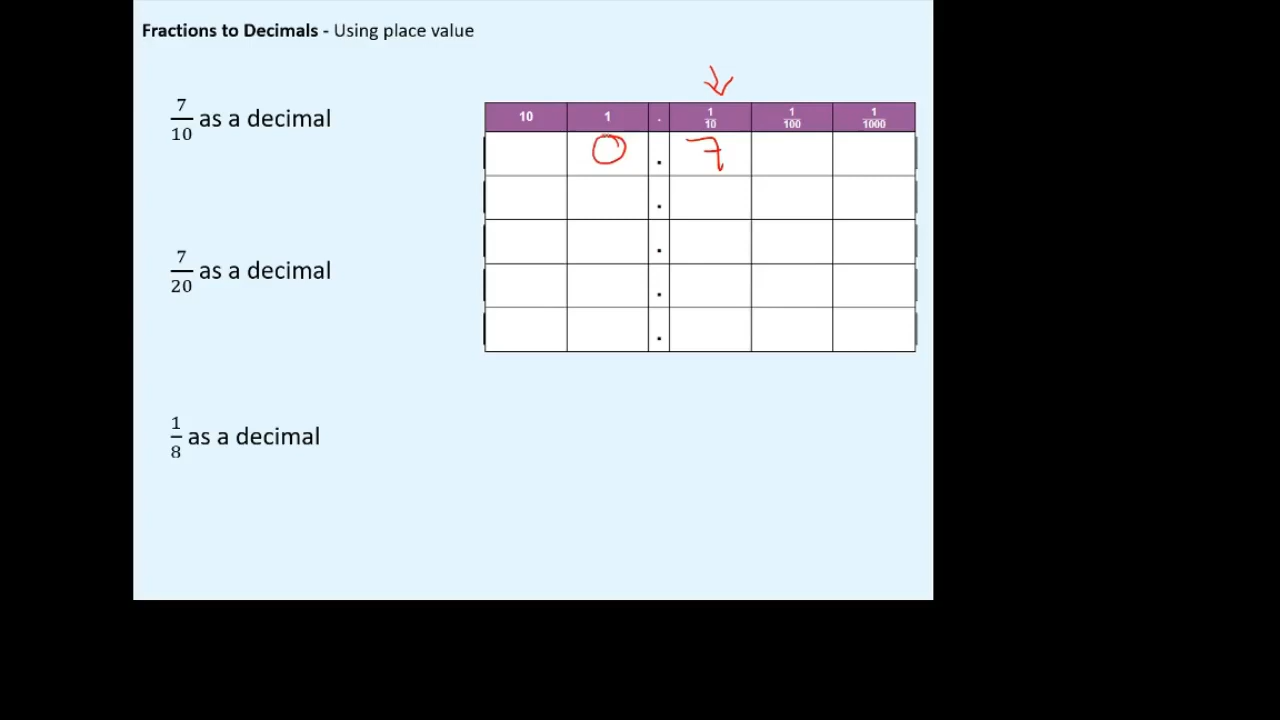 Fractions to Decimals - Using place value
7/10 as a decimal
10 1 . 1/10 1/100 1/1000
0 . 7
.
7/20 as a decimal
.
.
.
1/8 as a decimal